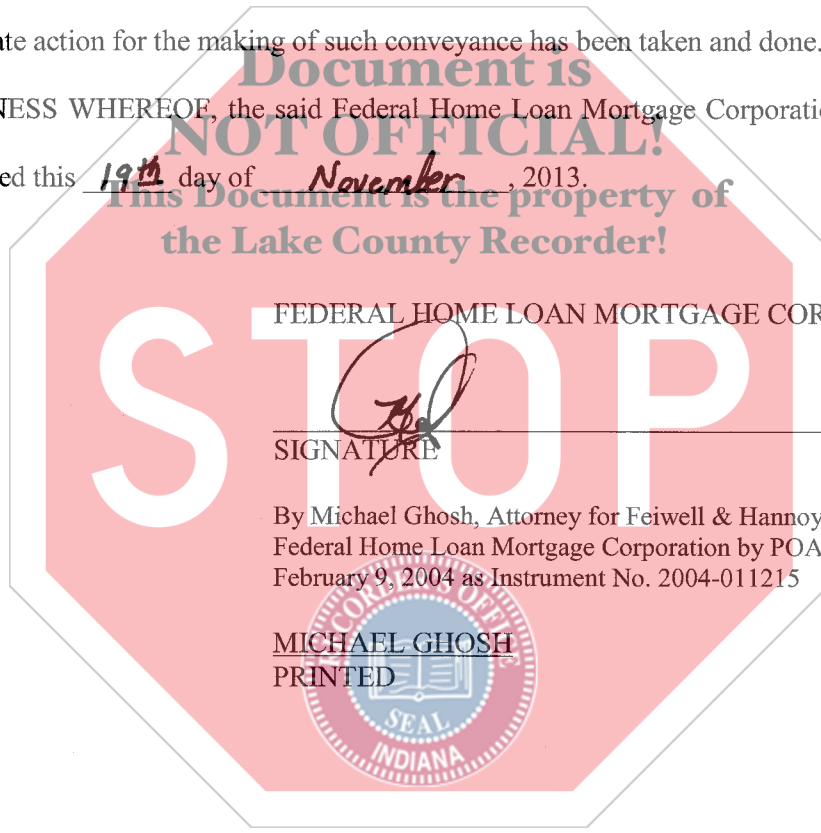 ate action for the making of such conveyance has been taken and done.
Document is
NESS WHEREOF, the said Federal Home Loan Mortgage Corporatio
NOT OFFICIAL!
ed this 19th day of November, 2013.
This Document is the property of
the Lake County Recorder!
FEDERAL HOME LOAN MORTGAGE COR
STOP
SIGNATURE
By Michael Ghosh, Attorney for Feiwell & Hannoy
Federal Home Loan Mortgage Corporation by POA
February 9, 2004 as Instrument No. 2004-011215
RECORDER'S OFFICE
MICHAEL GHOSH
PRINTED
SEAL
INDIANA